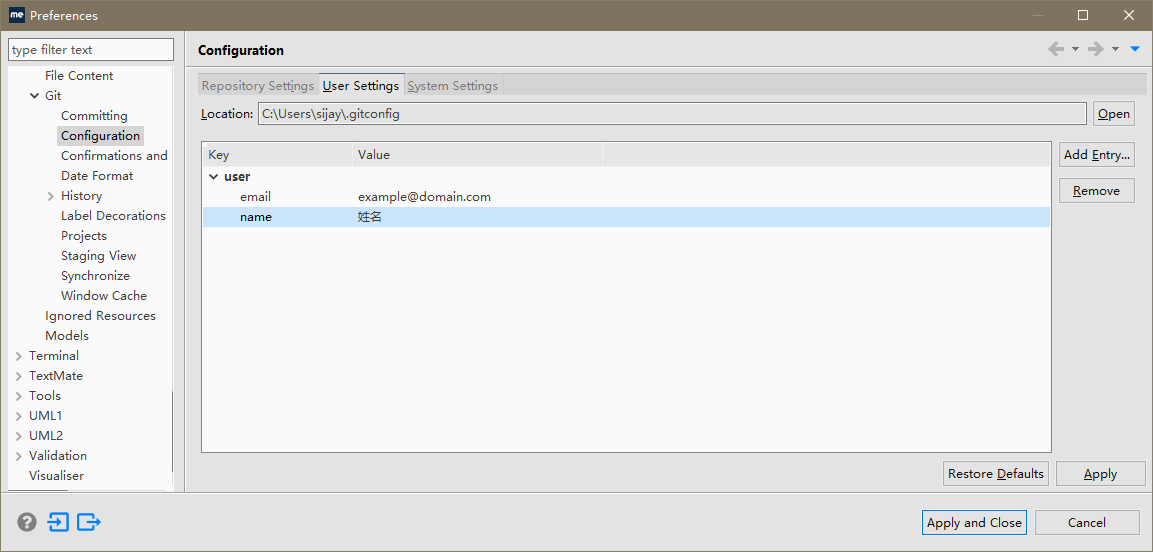 me Preferences
type filter text
File Content
Git
Committing
Configuration
Confirmations and
Date Format
History
Label Decorations
Projects
Staging View
Synchronize
Window Cache
Ignored Resources
Models
Terminal
TextMate
Tools
UML1
UML2
Validation
Visualiser
Configuration
Repository Settings User Settings System Settings
Location: C:\Users\sijay\.gitconfig Open
Key Value
user
email example@domain.com
name 姓名
Add Entry...
Remove
Restore Defaults Apply
Apply and Close Cancel